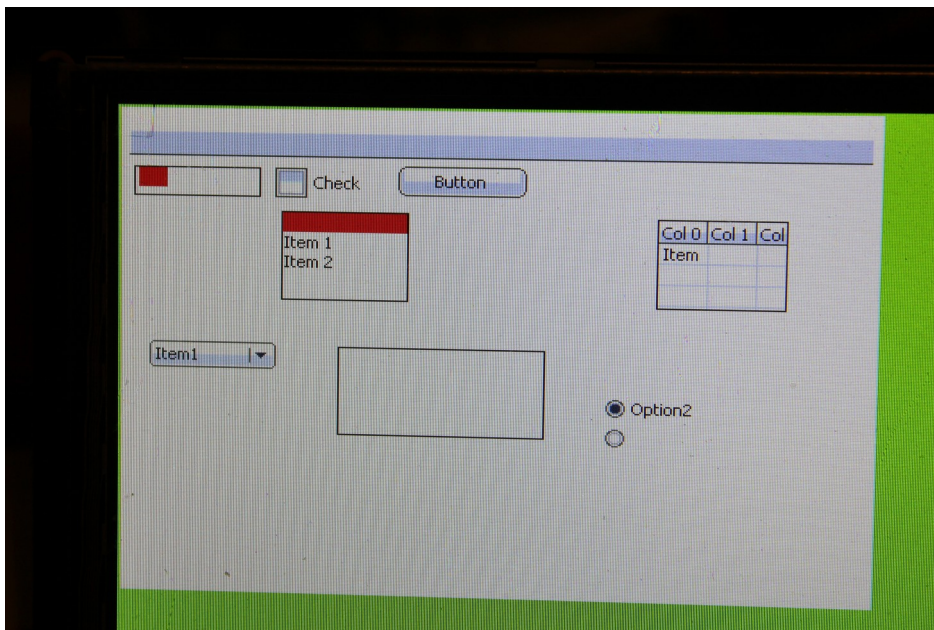 Check
Button
Item 1
Item 2
Col 0 Col 1 Col
Item
Item1
Option2